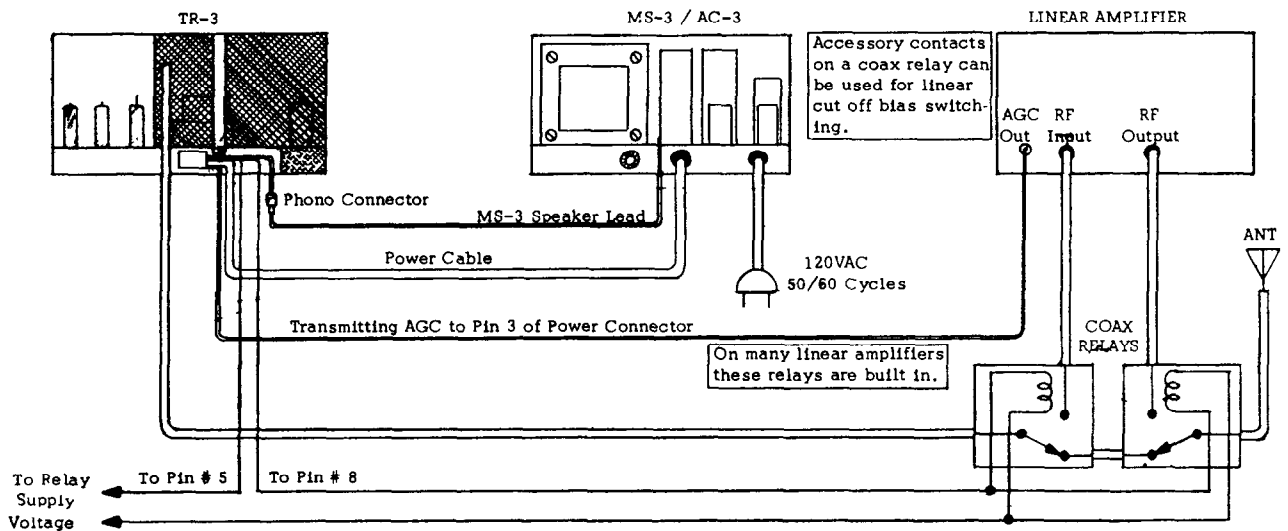 TR-3
MS-3 / AC-3
LINEAR AMPLIFIER
Accessory contacts
on a coax relay can
be used for linear
cut off bias switch-
ing.
AGC
Out
RF
Input
RF
Output
Phono Connector
MS-3 Speaker Lead
Power Cable
120VAC
50/60 Cycles
ANT
Transmitting AGC to Pin 3 of Power Connector
COAX
RELAYS
On many linear amplifiers
these relays are built in.
To Relay
Supply
Voltage
To Pin # 5
To Pin # 8